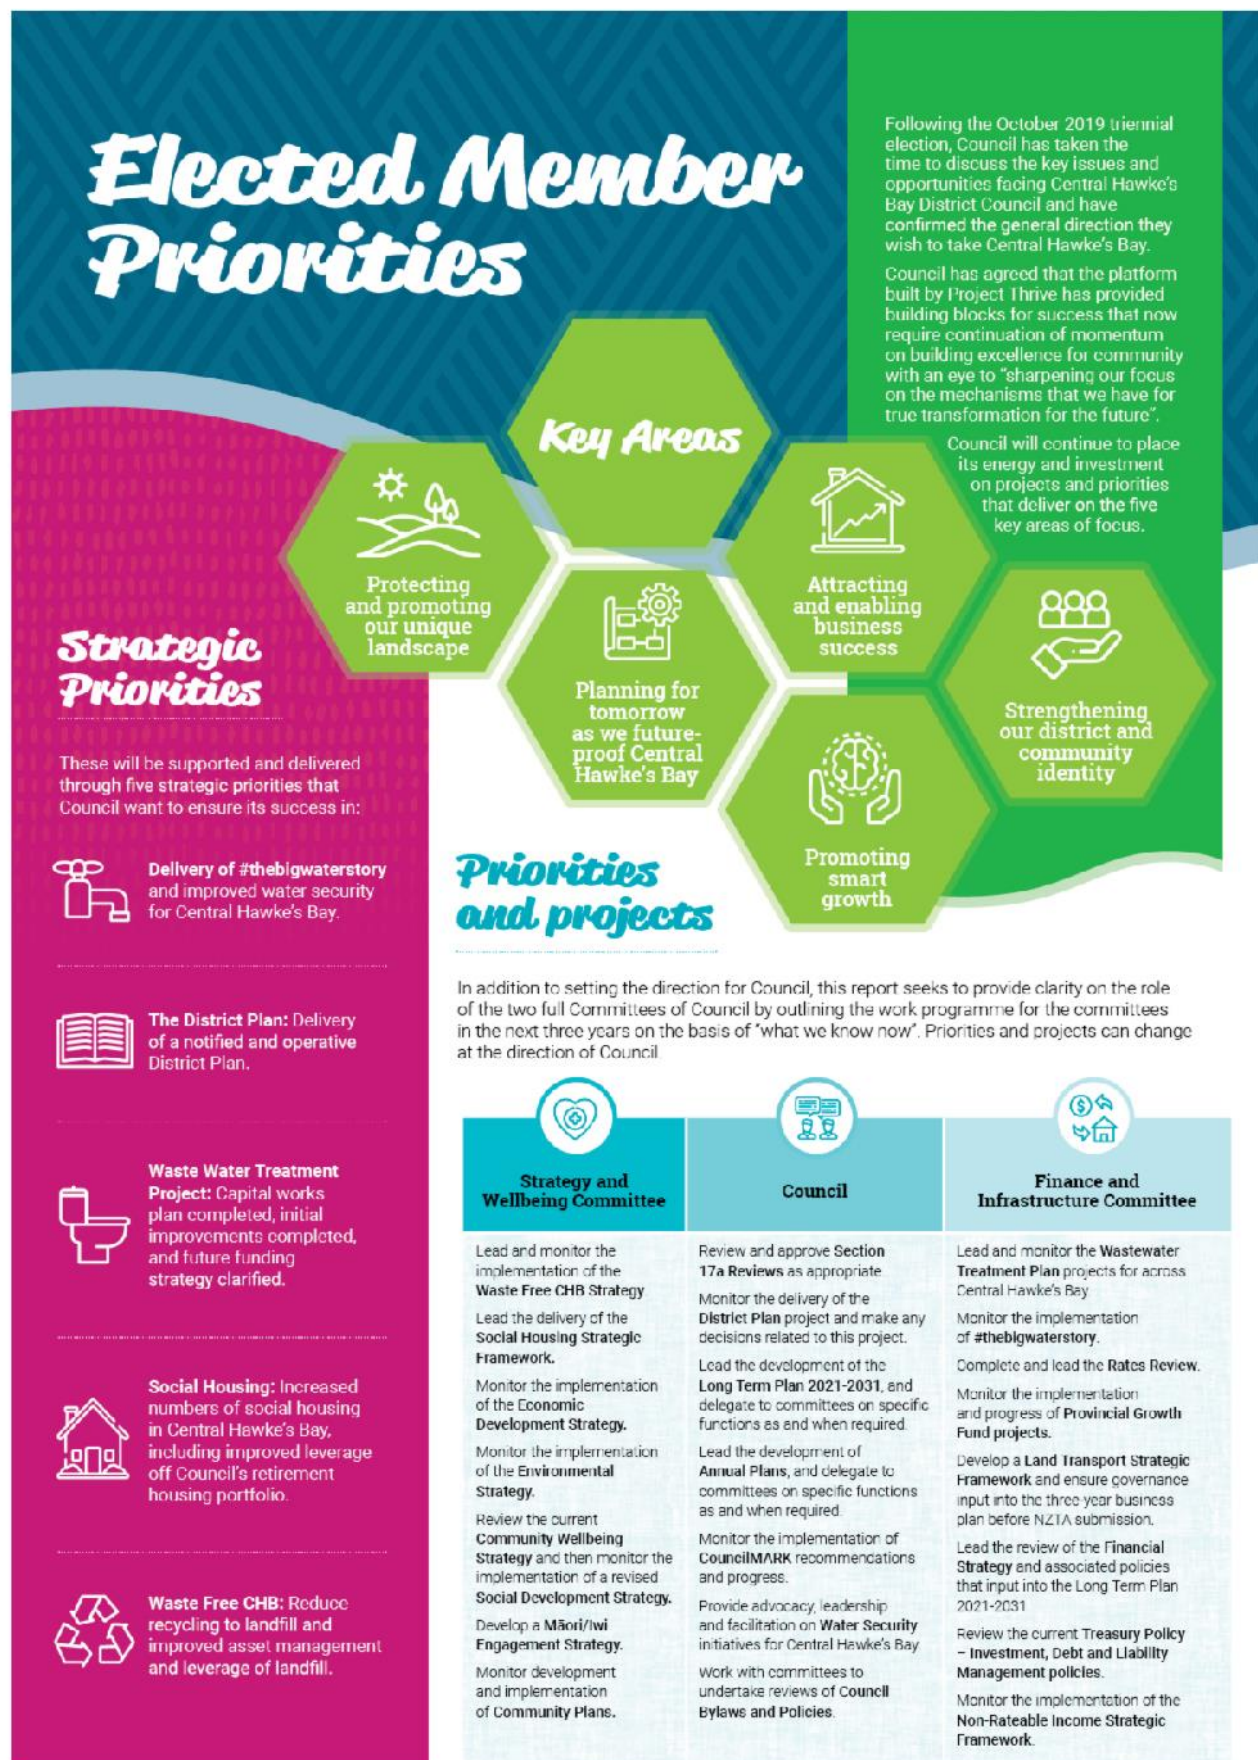 Elected Member
Priorities
Following the October 2019 triennial
election, Council has taken the
time to discuss the key issues and
opportunities facing Central Hawke's
Bay District Council and have
confirmed the general direction they
wish to take Central Hawke's Bay.
Council has agreed that the platform
built by Project Thrive has provided
building blocks for success that now
require continuation of momentum
on building excellence for community
with an eye to "sharpening our focus
on the mechanisms that we have for
true transformation for the future".
Council will continue to place
its energy and investment
on projects and priorities
that deliver on the five
key areas of focus.
Key Areas
Protecting
and promoting
our unique
landscape
Planning for
tomorrow
as we future-
proof Central
Hawke's Bay
Attracting
and enabling
business
success
Promoting
smart
growth
Strengthening
our district and
community
identity
Strategic
Priorities
These will be supported and delivered
through five strategic priorities that
Council want to ensure its success in:
Delivery of #thebigwaterstory
and improved water security
for Central Hawke's Bay.
The District Plan: Delivery
of a notified and operative
District Plan.
Waste Water Treatment
Project: Capital works
plan completed, initial
improvements completed,
and future funding
strategy clarified.
Social Housing: Increased
numbers of social housing
in Central Hawke's Bay,
including improved leverage
off Council's retirement
housing portfolio.
Waste Free CHB: Reduce
recycling to landfill and
improved asset management
and leverage of landfill.
Priorities
and projects
In addition to setting the direction for Council, this report seeks to provide clarity on the role
of the two full Committees of Council by outlining the work programme for the committees
in the next three years on the basis of "what we know now". Priorities and projects can change
at the direction of Council
Strategy and
Wellbeing Committee
Lead and monitor the
implementation of the
Waste Free CHB Strategy
Lead the delivery of the
Social Housing Strategic
Framework.
Monitor the implementation
of the Economic
Development Strategy.
Monitor the implementation
of the Environmental
Strategy.
Review the current
Community Wellbeing
Strategy and then monitor the
implementation of a revised
Social Development Strategy.
Develop a Māori/Iwi
Engagement Strategy.
Monitor development
and implementation
of Community Plans.
Council
Review and approve Section
17a Reviews as appropriate
Monitor the delivery of the
District Plan project and make any
decisions related to this project.
Lead the development of the
Long Term Plan 2021-2031, and
delegate to committees on specific
functions as and when required.
Lead the development of
Annual Plans, and delegate to
committees on specific functions
as and when required.
Monitor the implementation of
CouncilMARK recommendations
and progress.
Provide advocacy, leadership
and facilitation on Water Security
initiatives for Central Hawke's Bay.
Work with committees to
undertake reviews of Council
Bylaws and Policies.
Finance and
Infrastructure Committee
Lead and monitor the Wastewater
Treatment Plan projects for across
Central Hawke's Bay
Monitor the implementation
of #thebigwaterstory.
Complete and lead the Rates Review.
Monitor the implementation
and progress of Provincial Growth
Fund projects.
Develop a Land Transport Strategic
Framework and ensure governance
input into the three year business
plan before NZTA submission.
Lead the review of the Financial
Strategy and associated policies
that input into the Long Term Plan
2021-2031
Review the current Treasury Policy
– Investment, Debt and Liability
Management policies.
Monitor the implementation of the
Non-Rateable Income Strategic
Framework.